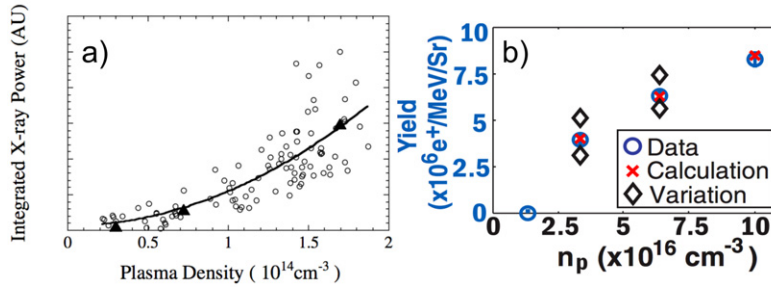 a)
Integrated X-ray Power (AU)
0 0.5 1 1.5 2
Plasma Density ( 10¹⁴cm⁻³ )
b)
Yield
(x10⁶e⁺/MeV/Sr)
10
7.5
5
2.5
0
0 2.5 5 7.5 10
Data
Calculation
Variation
nₚ (x10¹⁶ cm⁻³)